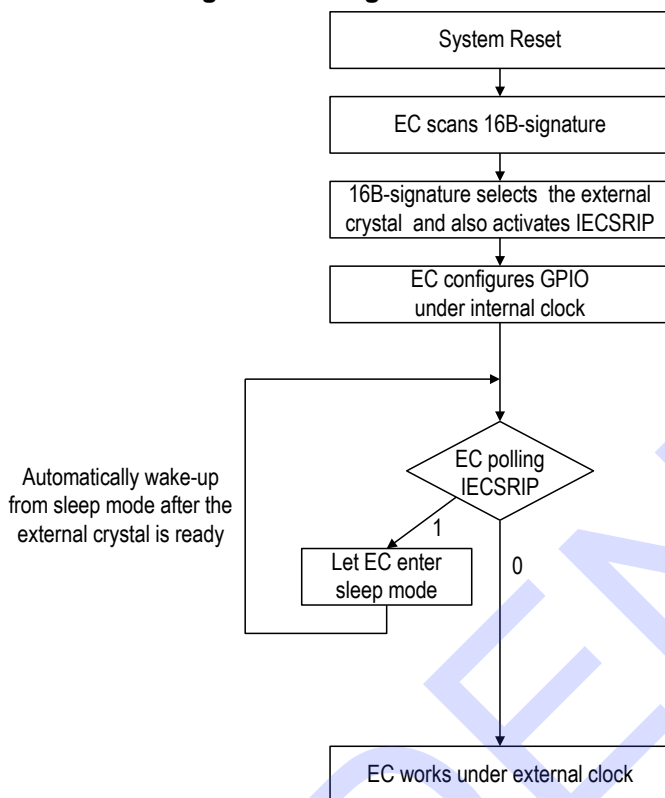 System Reset
EC scans 16B-signature
16B-signature selects the external
crystal and also activates IECSRIP
EC configures GPIO
under internal clock
EC polling
IECSRIP
Automatically wake-up
from sleep mode after the
external crystal is ready
1
0
Let EC enter
sleep mode
EC works under external clock